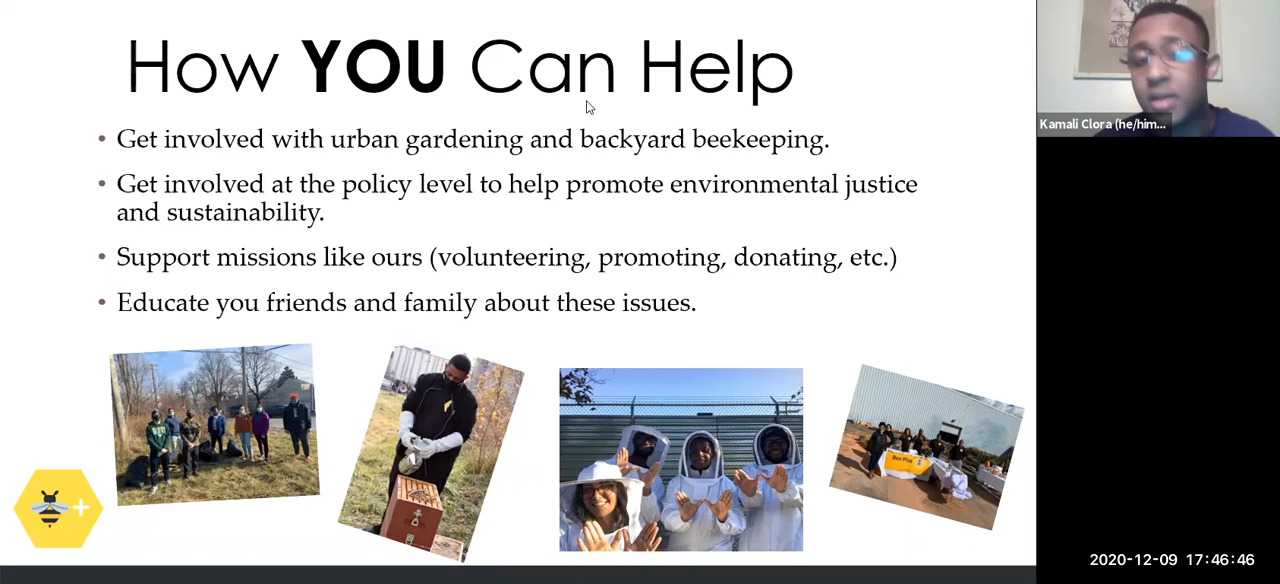 How YOU Can Help
• Get involved with urban gardening and backyard beekeeping.
• Get involved at the policy level to help promote environmental justice
and sustainability.
• Support missions like ours (volunteering, promoting, donating, etc.)
• Educate you friends and family about these issues.
Kamali Clora (he/him...
Bee Plus
+
2020-12-09 17:46:46